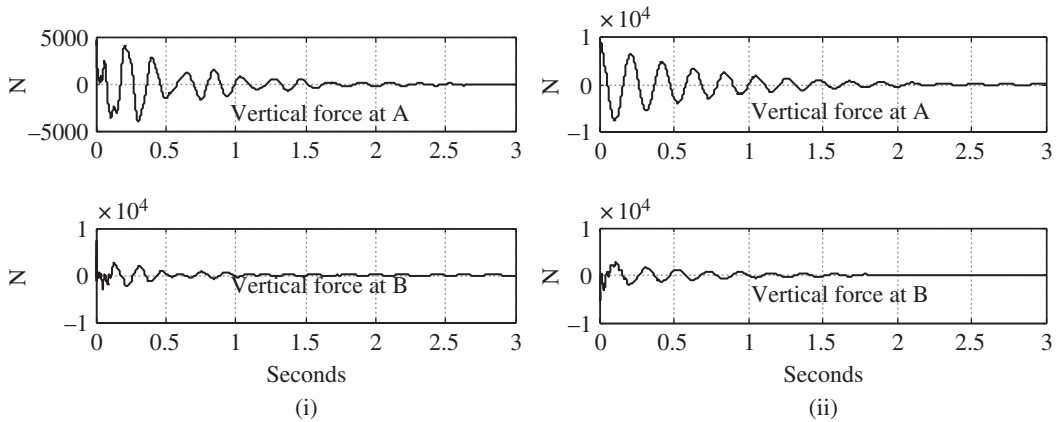 5000
0
−5000
N
Vertical force at A
0 0.5 1 1.5 2 2.5 3
×10⁴
1
0
−1
N
Vertical force at B
0 0.5 1 1.5 2 2.5 3
Seconds
(i)
×10⁴
1
0
−1
N
Vertical force at A
0 0.5 1 1.5 2 2.5 3
×10⁴
1
0
−1
N
Vertical force at B
0 0.5 1 1.5 2 2.5 3
Seconds
(ii)